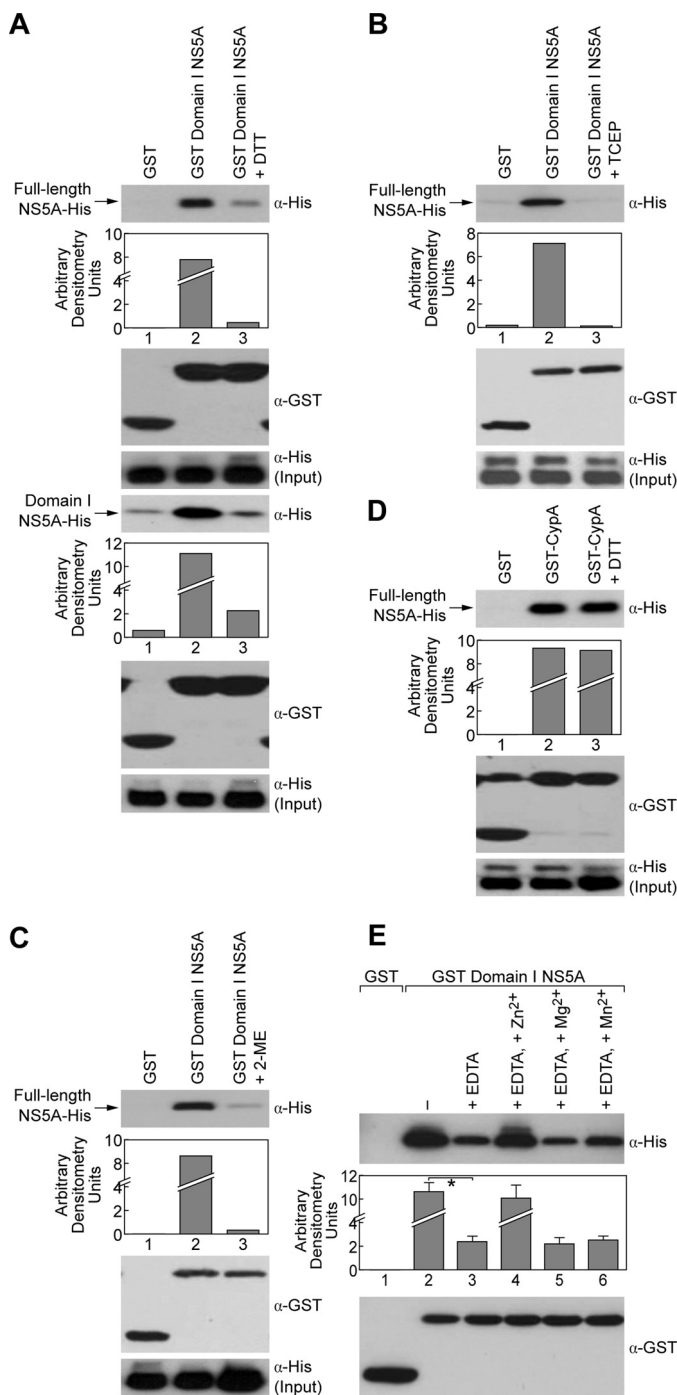 A
GST
GST Domain I NS5A
GST Domain I NS5A
+ DTT
Full-length
NS5A-His
α-His
Arbitrary
Densitometry
Units
10
8
4
2
0
1
2
3
α-GST
α-His
(Input)
Domain I
NS5A-His
α-His
Arbitrary
Densitometry
Units
12
10
4
2
0
1
2
3
α-GST
α-His
(Input)
B
GST
GST Domain I NS5A
GST Domain I NS5A
+ TCEP
Full-length
NS5A-His
α-His
Arbitrary
Densitometry
Units
8
6
4
2
0
1
2
3
α-GST
α-His
(Input)
D
GST
GST-CypA
GST-CypA
+ DTT
Full-length
NS5A-His
α-His
Arbitrary
Densitometry
Units
10
8
4
2
0
1
2
3
α-GST
α-His
(Input)
C
GST
GST Domain I NS5A
GST Domain I NS5A
+ 2-ME
Full-length
NS5A-His
α-His
Arbitrary
Densitometry
Units
10
8
4
2
0
1
2
3
α-GST
α-His
(Input)
E
GST
GST Domain I NS5A
–
+ EDTA
+ EDTA, + Zn2+
+ EDTA, + Mg2+
+ EDTA, + Mn2+
α-His
Arbitrary
Densitometry
Units
12
10
4
2
0
*
1
2
3
4
5
6
α-GST